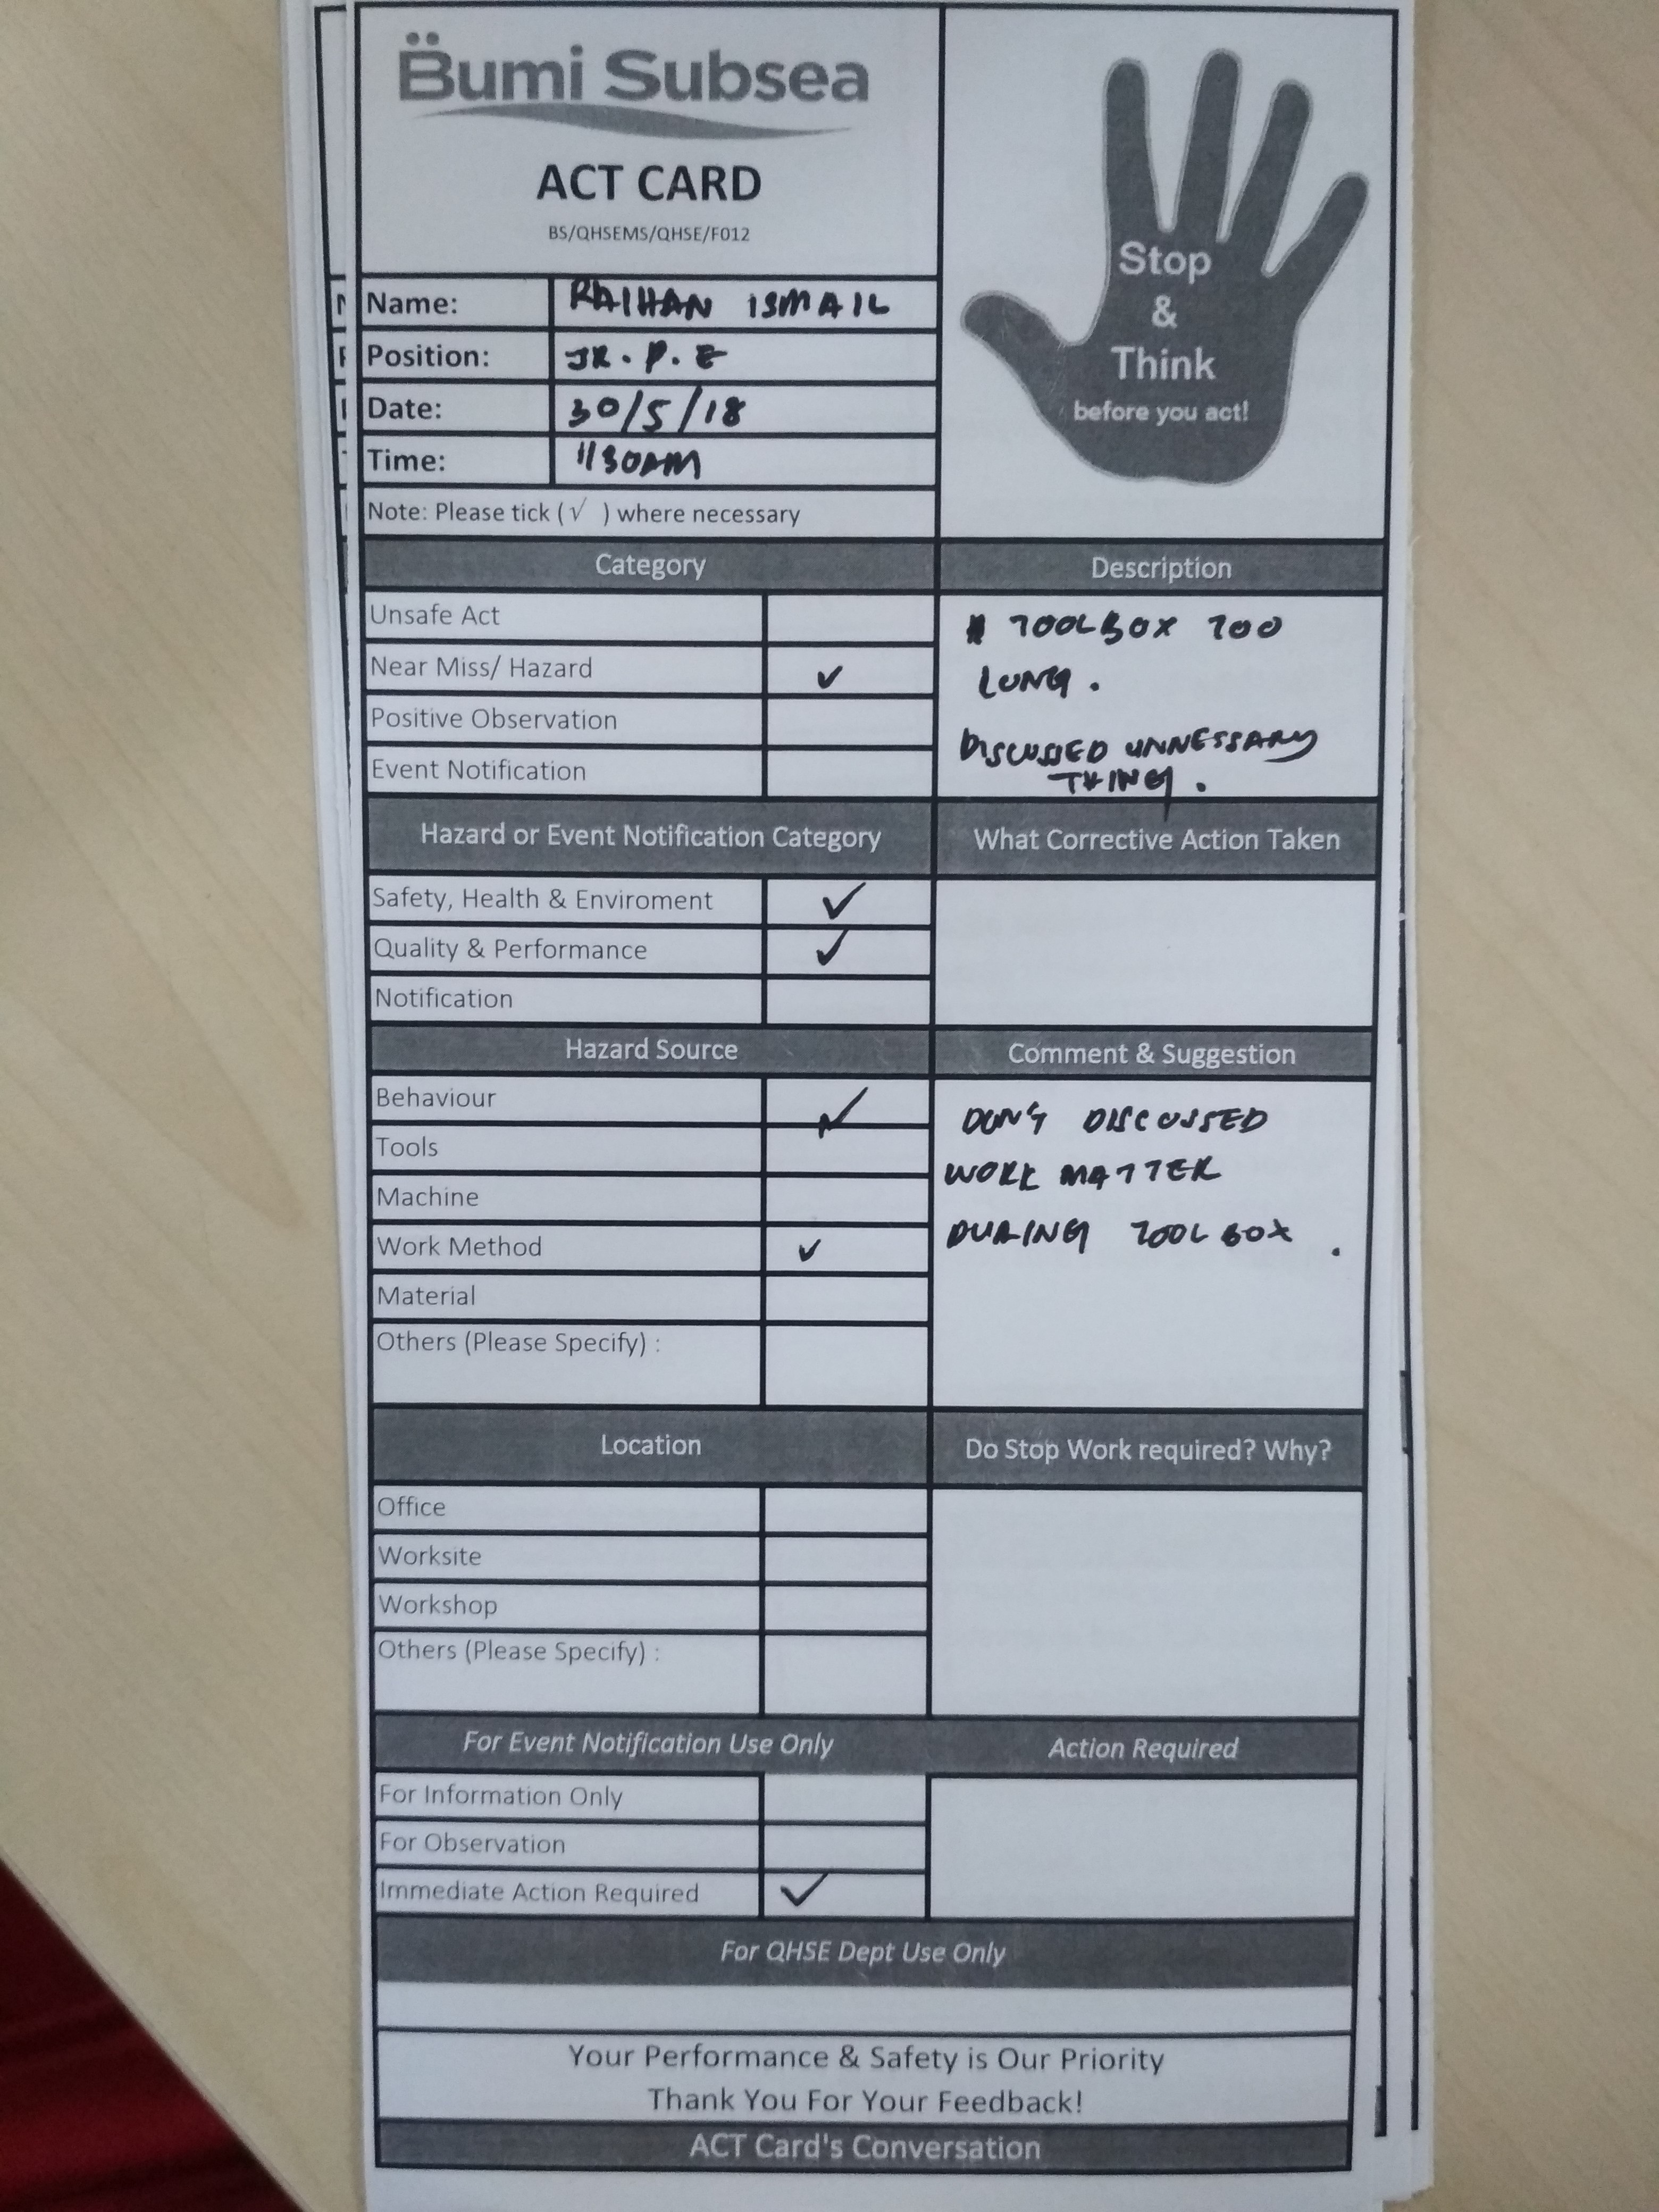 Bumi Subsea
ACT CARD
BS/QHSEMS/QHSE/F012
Stop
&
Think
before you act!
Name: RAIHAN ISMAIL
Position: JR. P. E
Date: 30/5/18
Time: 1130AM
Note: Please tick (√ ) where necessary
Category
Unsafe Act
Near Miss/ Hazard ✓
Positive Observation
Event Notification
Description
TOOLBOX TOO
LONG.
DISCUSSED UNNESSARY
THING.
Hazard or Event Notification Category
Safety, Health & Enviroment ✓
Quality & Performance ✓
Notification
What Corrective Action Taken
Hazard Source
Behaviour ✓
Tools
Machine
Work Method ✓
Material
Others (Please Specify) :
Comment & Suggestion
DON'T DISCUSSED
WORK MATTER
DURING TOOL BOX .
Location
Office
Worksite
Workshop
Others (Please Specify) :
Do Stop Work required? Why?
For Event Notification Use Only
For Information Only
For Observation
Immediate Action Required ✓
Action Required
For QHSE Dept Use Only
Your Performance & Safety is Our Priority
Thank You For Your Feedback!
ACT Card's Conversation